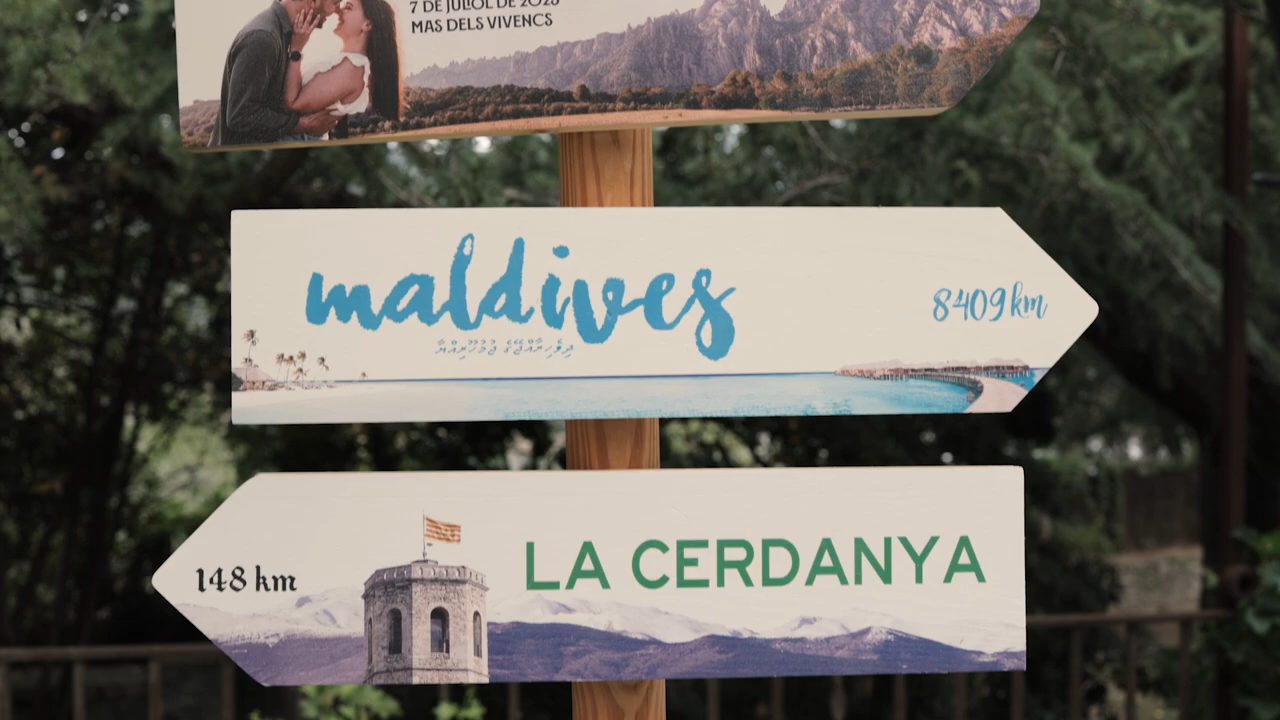 7 DE JULIOL DE 2023
MAS DELS VIVENCS
maldives
8409 km
ދިވެހިރާއްޖޭގެ ޖުމުހޫރިއްޔާ
148 km
LA CERDANYA